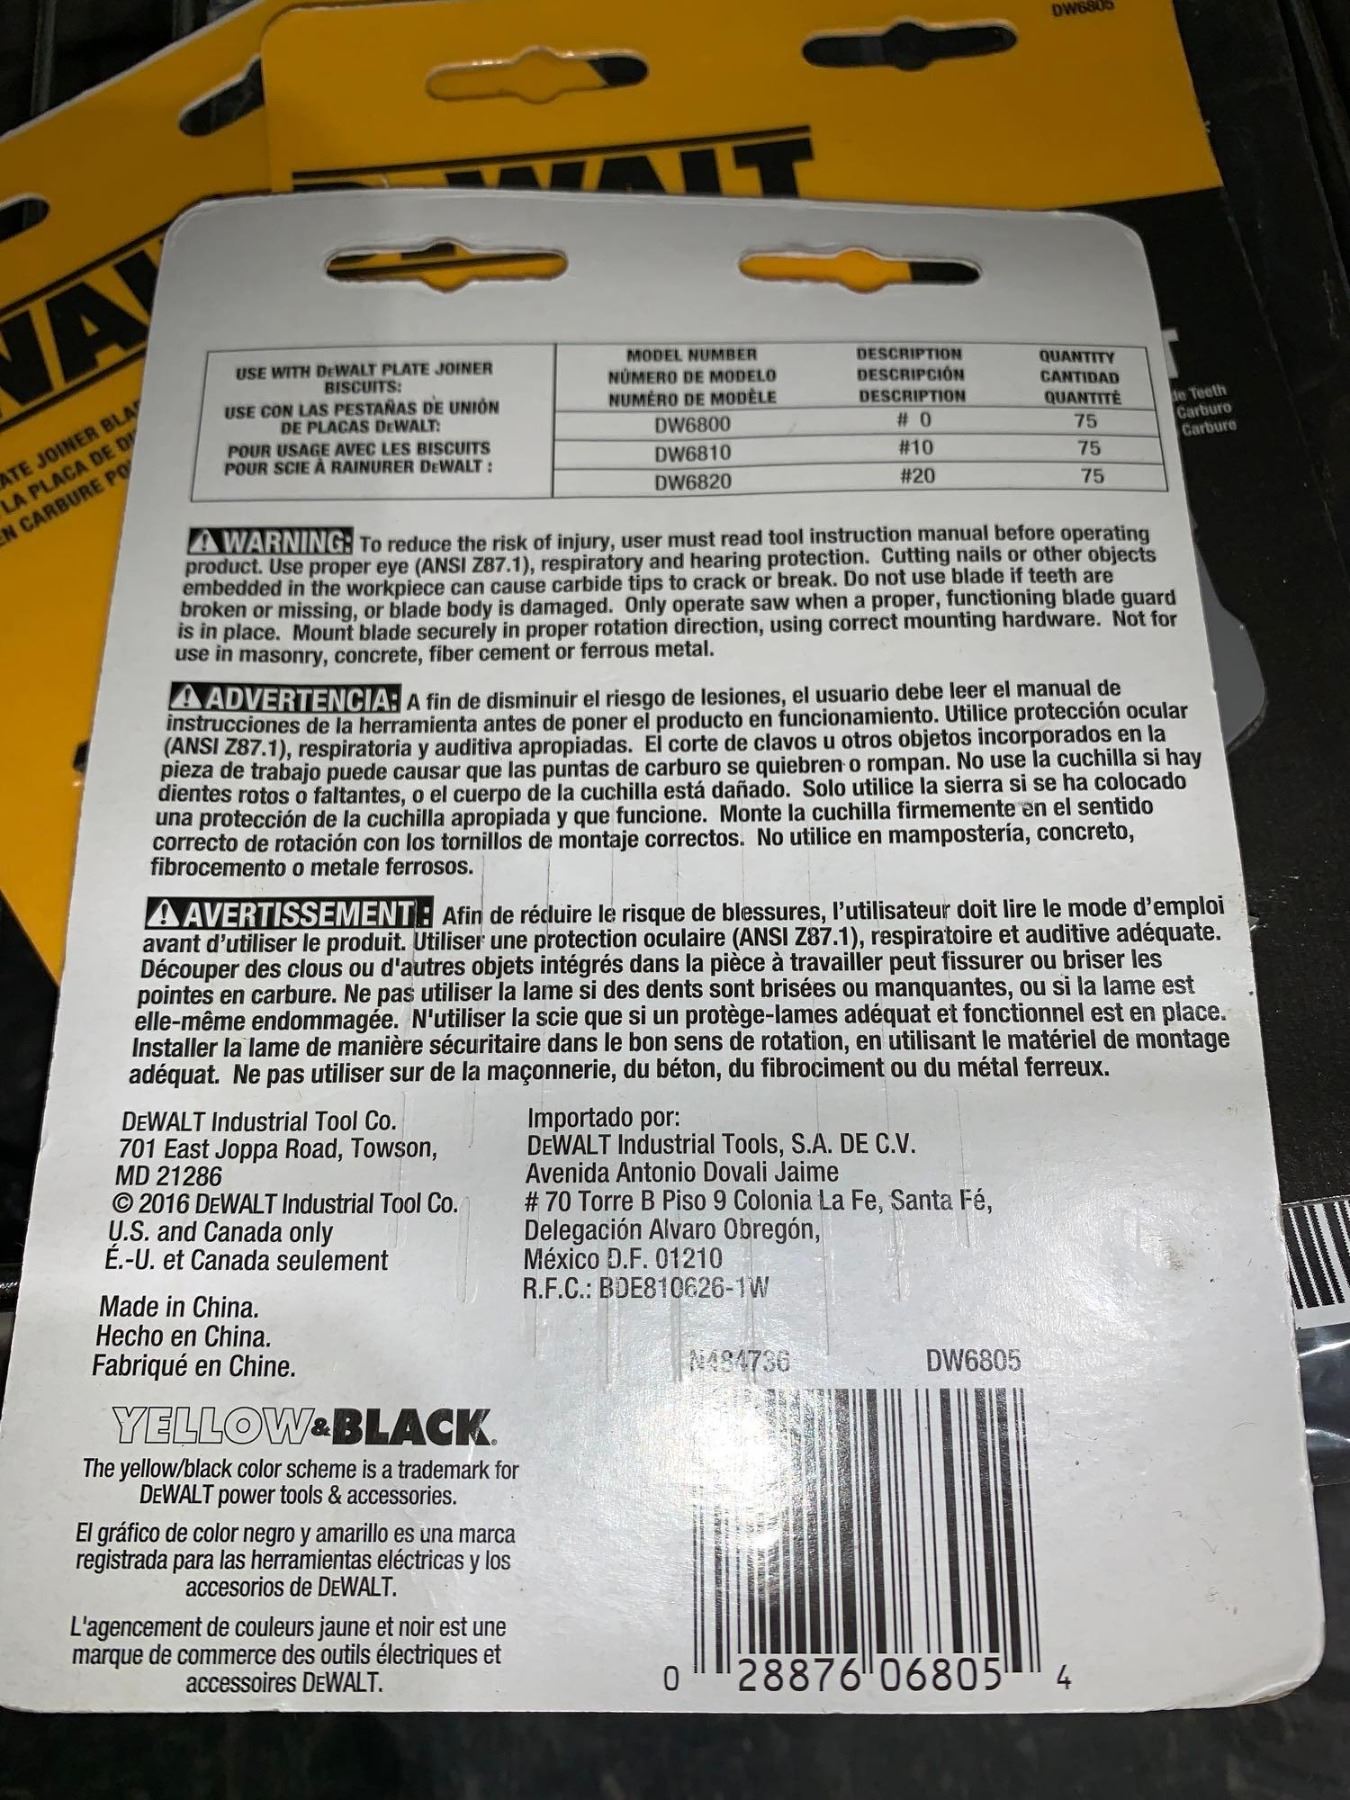 DW6805
DEWALT
ATE JOINER BLA
LA PLACA DE
EN CARBURE
Teeth
Carburo
Carbure
USE WITH DEWALT PLATE JOINER
BISCUITS:
USE CON LAS PESTAÑAS DE UNIÓN
DE PLACAS DEWALT:
POUR USAGE AVEC LES BISCUITS
POUR SCIE À RAINURER DEWALT :
MODEL NUMBER DESCRIPTION QUANTITY
NÚMERO DE MODELO DESCRIPCIÓN CANTIDAD
NUMÉRO DE MODÈLE DESCRIPTION QUANTITÉ
DW6800 # 0 75
DW6810 #10 75
DW6820 #20 75
WARNING: To reduce the risk of injury, user must read tool instruction manual before operating
product. Use proper eye (ANSI Z87.1), respiratory and hearing protection. Cutting nails or other objects
embedded in the workpiece can cause carbide tips to crack or break. Do not use blade if teeth are
broken or missing, or blade body is damaged. Only operate saw when a proper, functioning blade guard
is in place. Mount blade securely in proper rotation direction, using correct mounting hardware. Not for
use in masonry, concrete, fiber cement or ferrous metal.
ADVERTENCIA: A fin de disminuir el riesgo de lesiones, el usuario debe leer el manual de
instrucciones de la herramienta antes de poner el producto en funcionamiento. Utilice protección ocular
(ANSI Z87.1), respiratoria y auditiva apropiadas. El corte de clavos u otros objetos incorporados en la
pieza de trabajo puede causar que las puntas de carburo se quiebren o rompan. No use la cuchilla si hay
dientes rotos o faltantes, o el cuerpo de la cuchilla está dañado. Solo utilice la sierra si se ha colocado
una protección de la cuchilla apropiada y que funcione. Monte la cuchilla firmemente en el sentido
correcto de rotación con los tornillos de montaje correctos. No utilice en mampostería, concreto,
fibrocemento o metale ferrosos.
AVERTISSEMENT : Afin de réduire le risque de blessures, l'utilisateur doit lire le mode d'emploi
avant d'utiliser le produit. Utiliser une protection oculaire (ANSI Z87.1), respiratoire et auditive adéquate.
Découper des clous ou d'autres objets intégrés dans la pièce à travailler peut fissurer ou briser les
pointes en carbure. Ne pas utiliser la lame si des dents sont brisées ou manquantes, ou si la lame est
elle-même endommagée. N'utiliser la scie que si un protège-lames adéquat et fonctionnel est en place.
Installer la lame de manière sécuritaire dans le bon sens de rotation, en utilisant le matériel de montage
adéquat. Ne pas utiliser sur de la maçonnerie, du béton, du fibrociment ou du métal ferreux.
DEWALT Industrial Tool Co.
701 East Joppa Road, Towson,
MD 21286
© 2016 DEWALT Industrial Tool Co.
U.S. and Canada only
É.-U. et Canada seulement
Importado por:
DEWALT Industrial Tools, S.A. DE C.V.
Avenida Antonio Dovali Jaime
# 70 Torre B Piso 9 Colonia La Fe, Santa Fé,
Delegación Alvaro Obregón,
México D.F. 01210
R.F.C.: BDE810626-1W
Made in China.
Hecho en China.
Fabriqué en Chine.
YELLOW&BLACK.
The yellow/black color scheme is a trademark for
DEWALT power tools & accessories.
El gráfico de color negro y amarillo es una marca
registrada para las herramientas eléctricas y los
accesorios de DEWALT.
L'agencement de couleurs jaune et noir est une
marque de commerce des outils électriques et
accessoires DEWALT.
N484736 DW6805
0 28876 06805 4